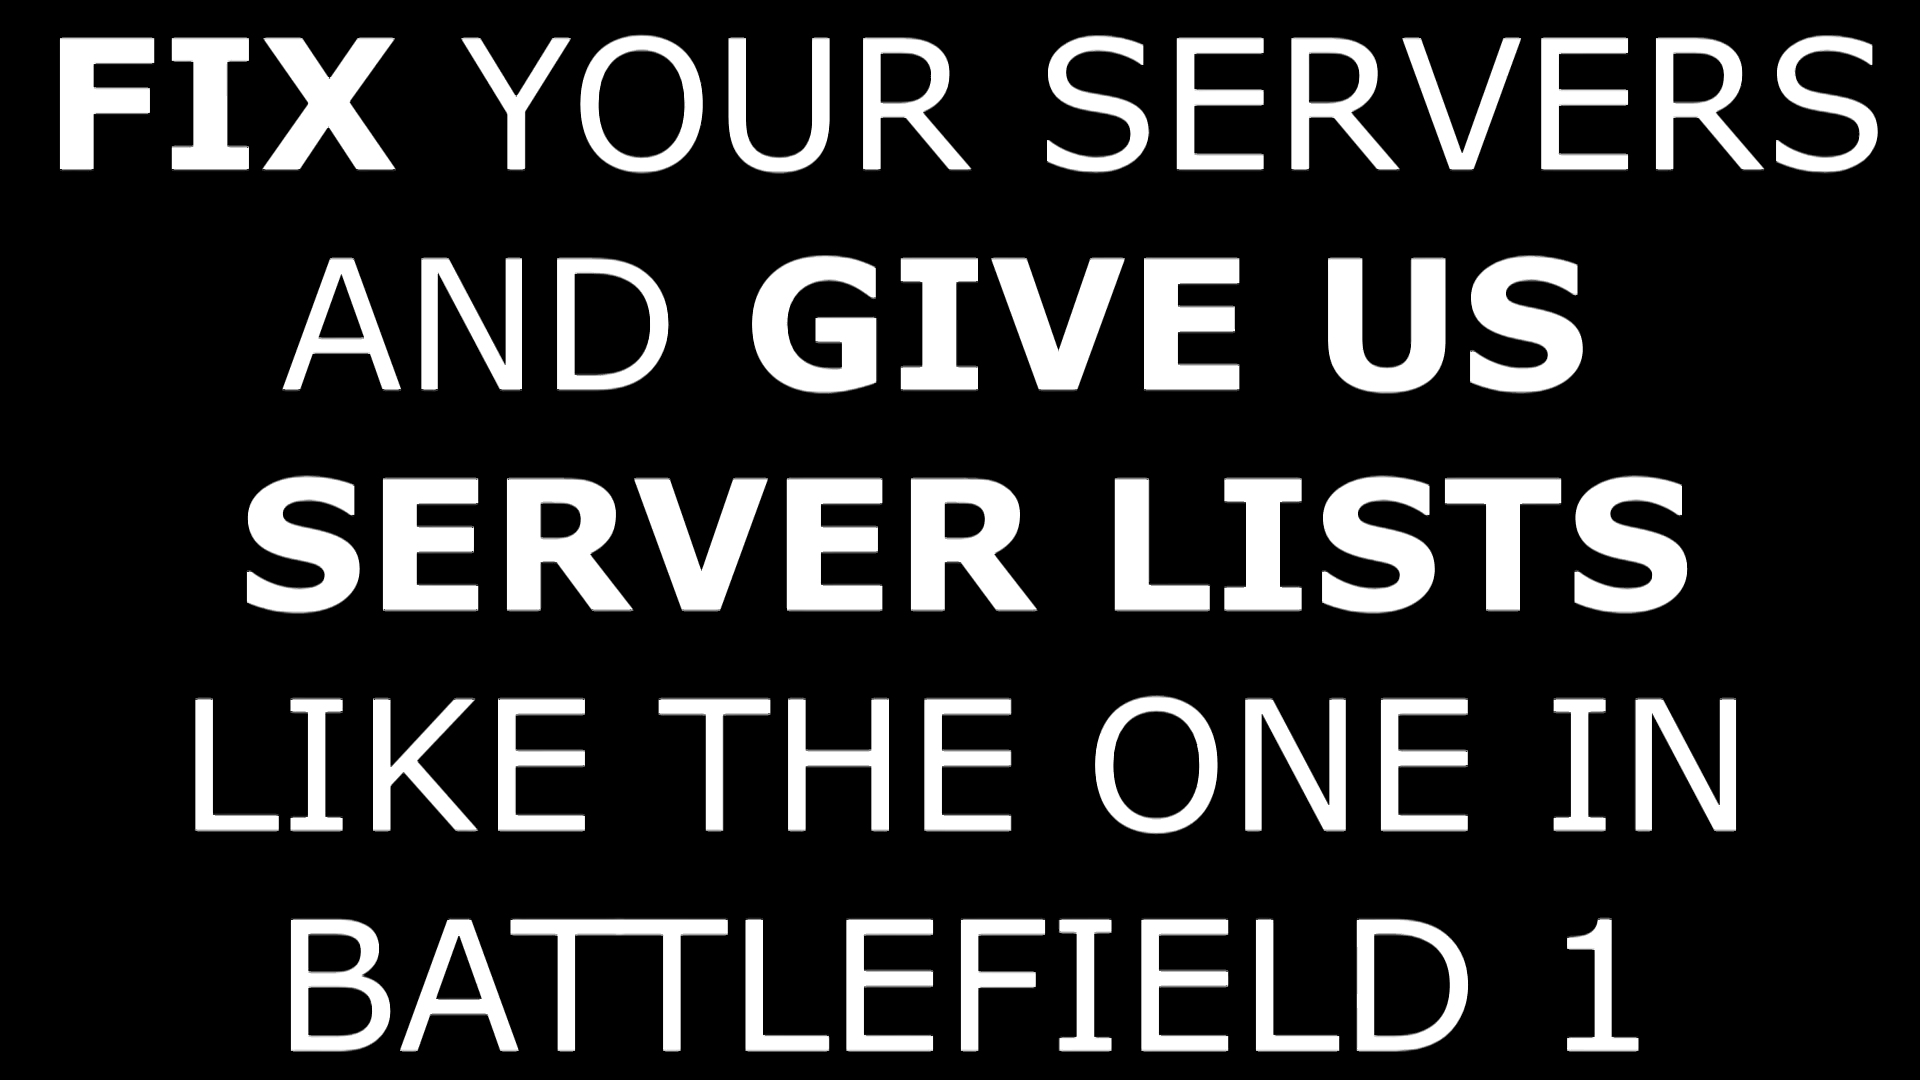 FIX YOUR SERVERS
AND GIVE US
SERVER LISTS
LIKE THE ONE IN
BATTLEFIELD 1